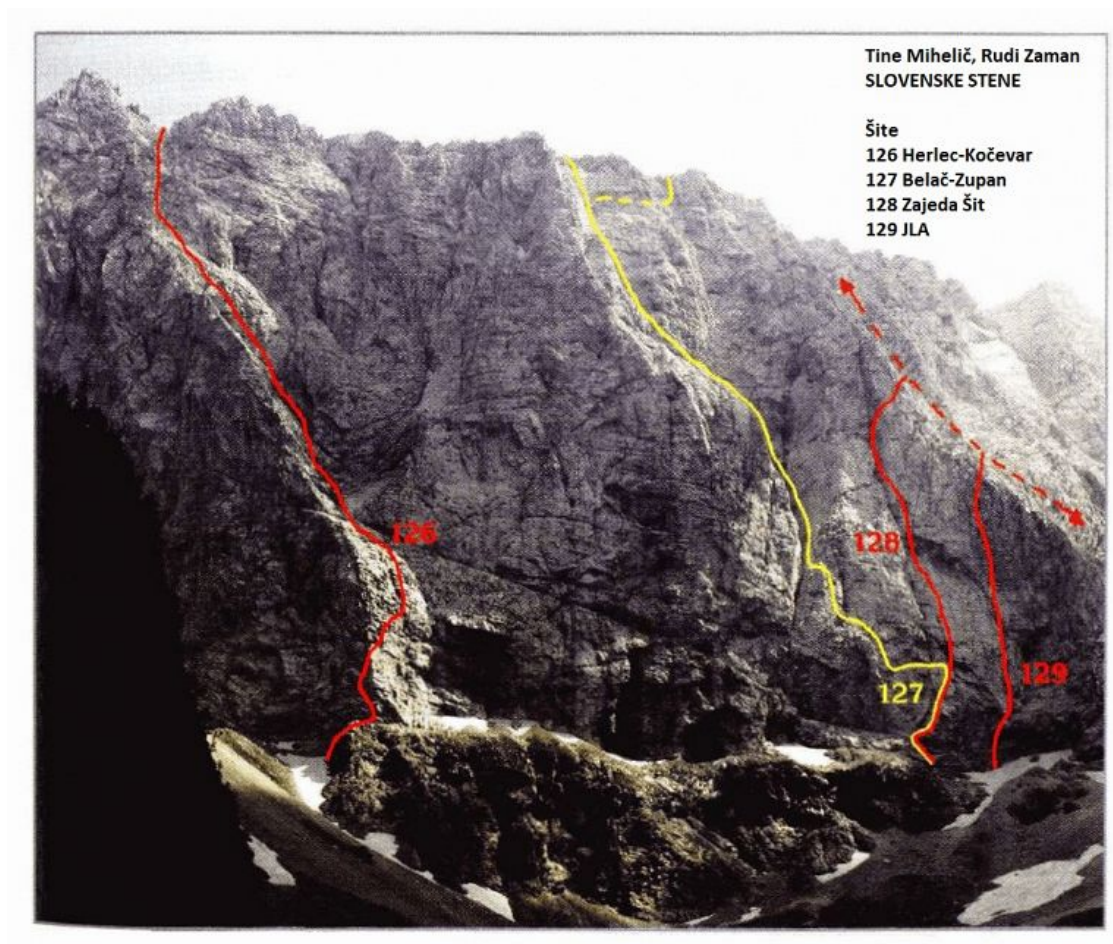 Tine Mihelič, Rudi Zaman
SLOVENSKE STENE
Šite
126 Herlec-Kočevar
127 Belač-Zupan
128 Zajeda Šit
129 JLA
126
128
127
129